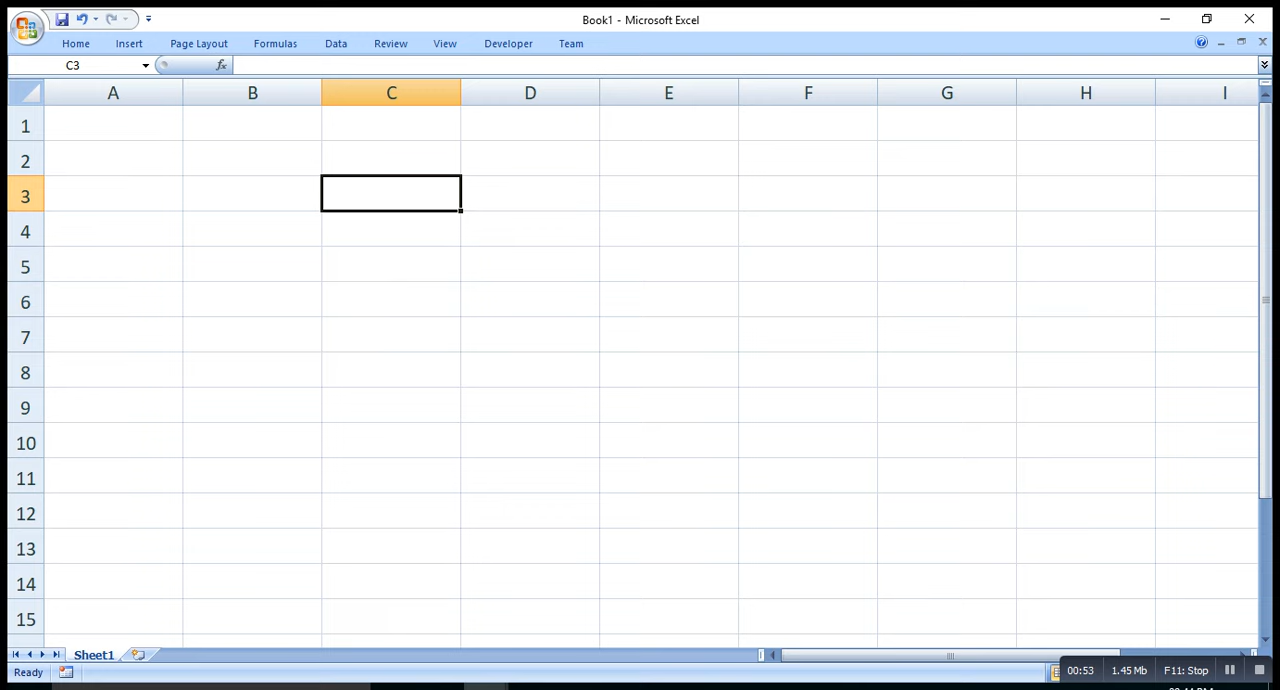 Book1 - Microsoft Excel
Home Insert Page Layout Formulas Data Review View Developer Team
C3 fx
A B C D E F G H I
1
2
3
4
5
6
7
8
9
10
11
12
13
14
15
Sheet1
Ready
00:53 1.45 Mb F11: Stop